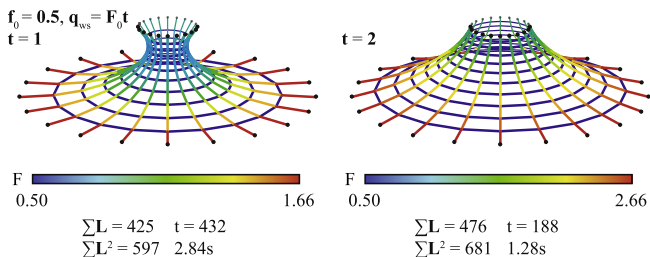 f₀ = 0.5, q_ws = F₀t
t = 1
t = 2
F
0.50 1.66
F
0.50 2.66
∑L = 425 t = 432
∑L² = 597 2.84s
∑L = 476 t = 188
∑L² = 681 1.28s